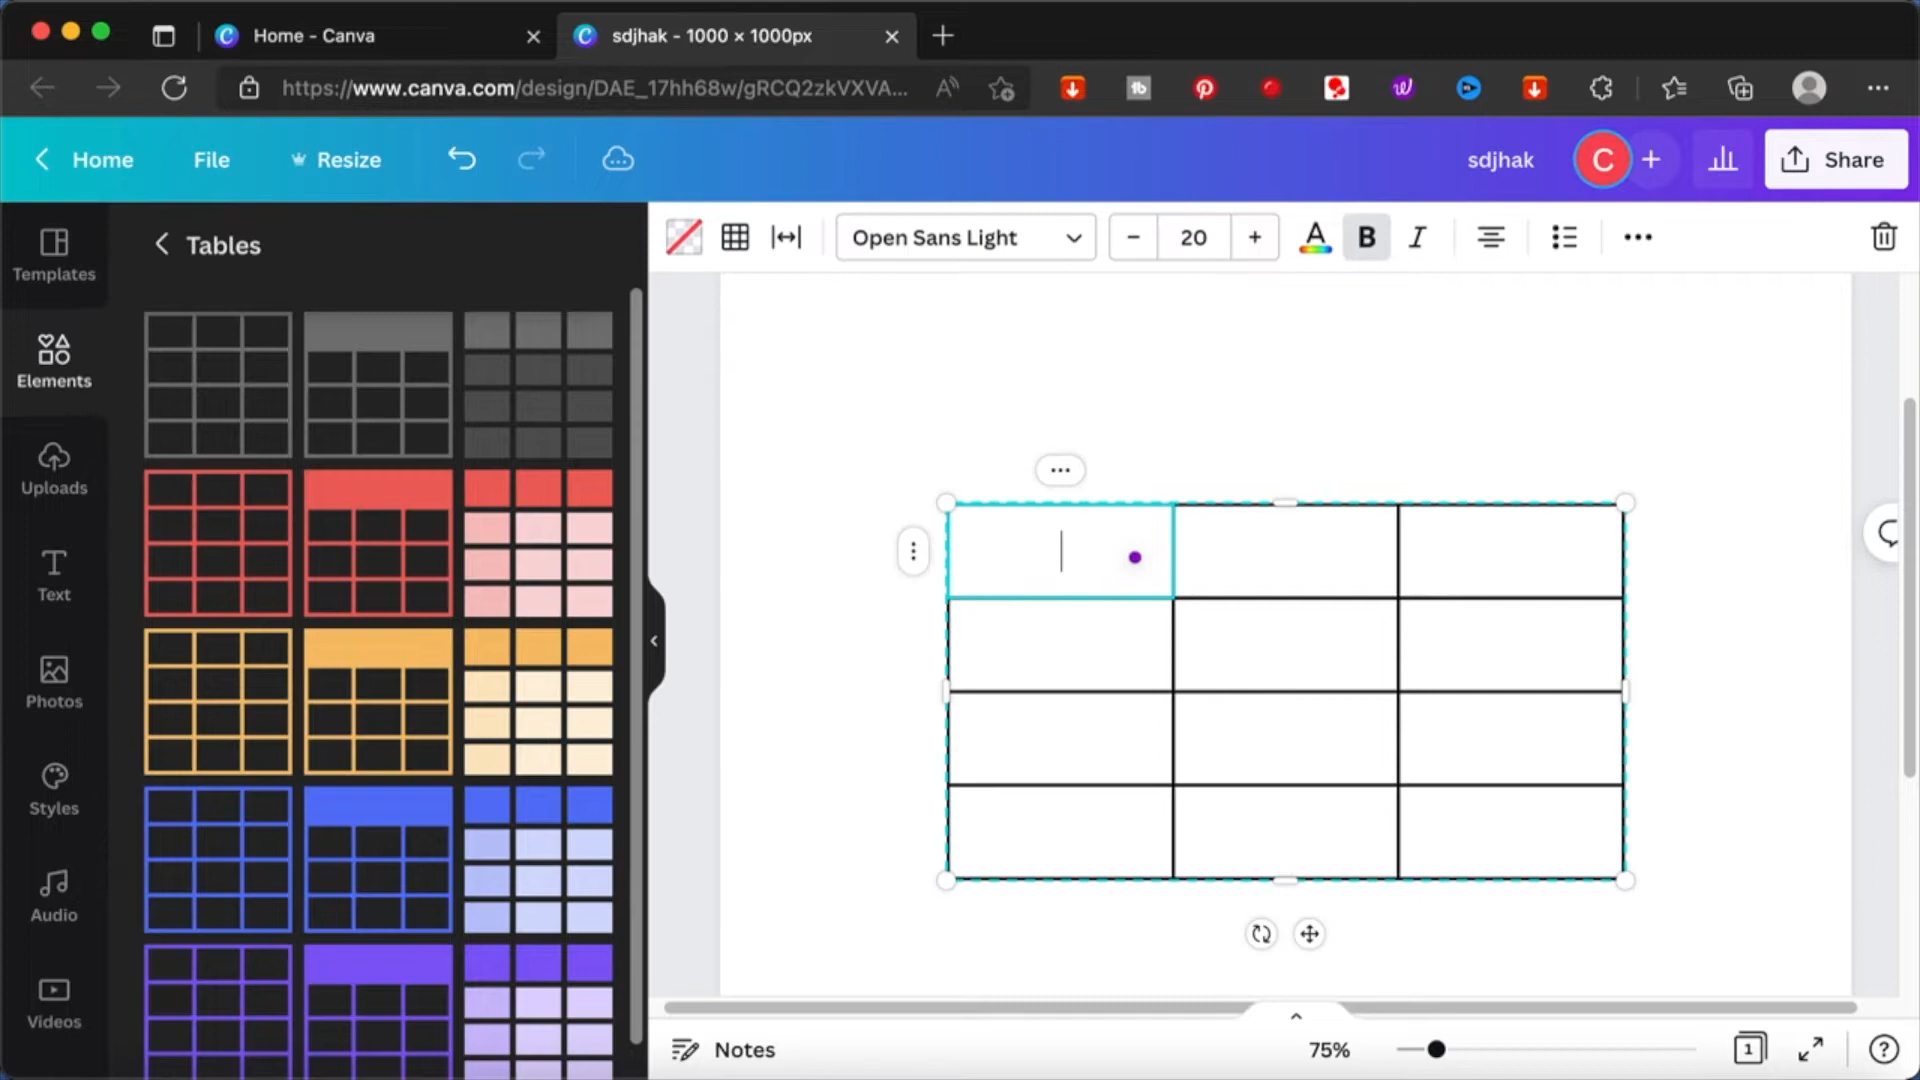 Home - Canva
sdjhak - 1000 × 1000px
https://www.canva.com/design/DAE_17hh68w/gRCQ2zkVXVA...
Home
File
Resize
sdjhak
C
Share
Templates
Elements
Uploads
Text
Photos
Styles
Audio
Videos
Tables
Open Sans Light
20
A
B
I
Notes
75%
1